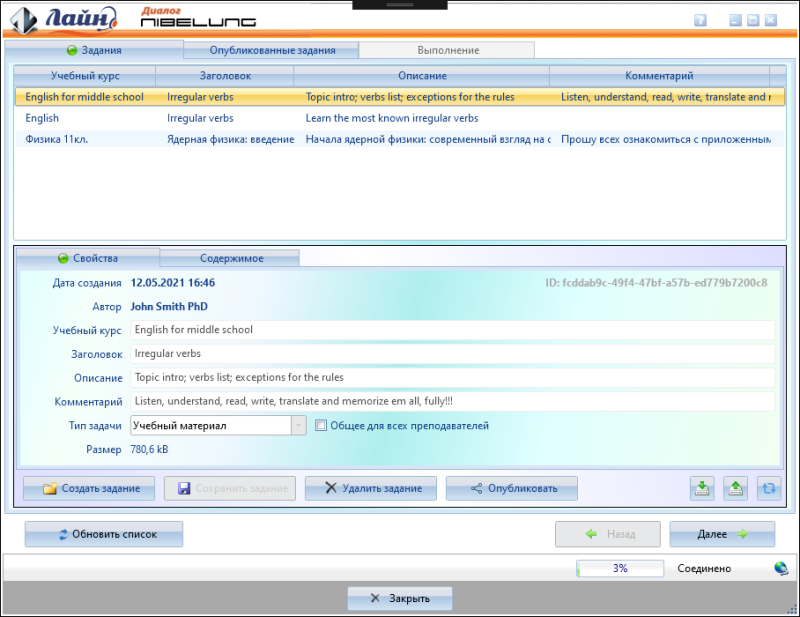 Лайн
Диалог
NIBELUNG
?
Задания Опубликованные задания Выполнение
Учебный курс Заголовок Описание Комментарий
English for middle school Irregular verbs Topic intro; verbs list; exceptions for the rules Listen, understand, read, write, translate and r
English Irregular verbs Learn the most known irregular verbs
Физика 11кл. Ядерная физика: введение Начала ядерной физики: современный взгляд на с Прошу всех ознакомиться с приложенным
Свойства Содержимое
Дата создания 12.05.2021 16:46 ID: fcddab9c-49f4-47bf-a57b-ed779b7200c8
Автор John Smith PhD
Учебный курс English for middle school
Заголовок Irregular verbs
Описание Topic intro; verbs list; exceptions for the rules
Комментарий Listen, understand, read, write, translate and memorize em all, fully!!!
Тип задачи Учебный материал Общее для всех преподавателей
Размер 780,6 kB
Создать задание Сохранить задание Удалить задание Опубликовать
Обновить список Назад Далее
3% Соединено
Закрыть